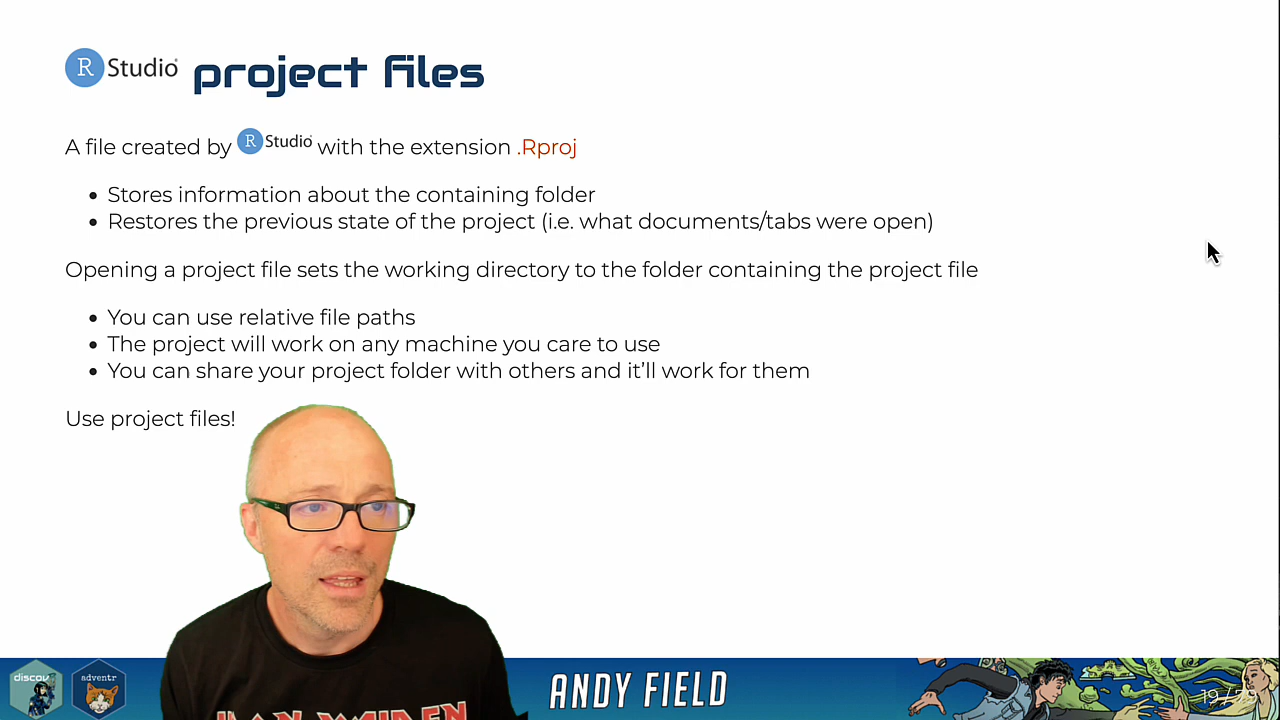 R Studio project files
A file created by R Studio with the extension .Rproj
Stores information about the containing folder
Restores the previous state of the project (i.e. what documents/tabs were open)
Opening a project file sets the working directory to the folder containing the project file
You can use relative file paths
The project will work on any machine you care to use
You can share your project folder with others and it'll work for them
Use project files!
IRON MAIDEN
discovr
adventr
ANDY FIELD